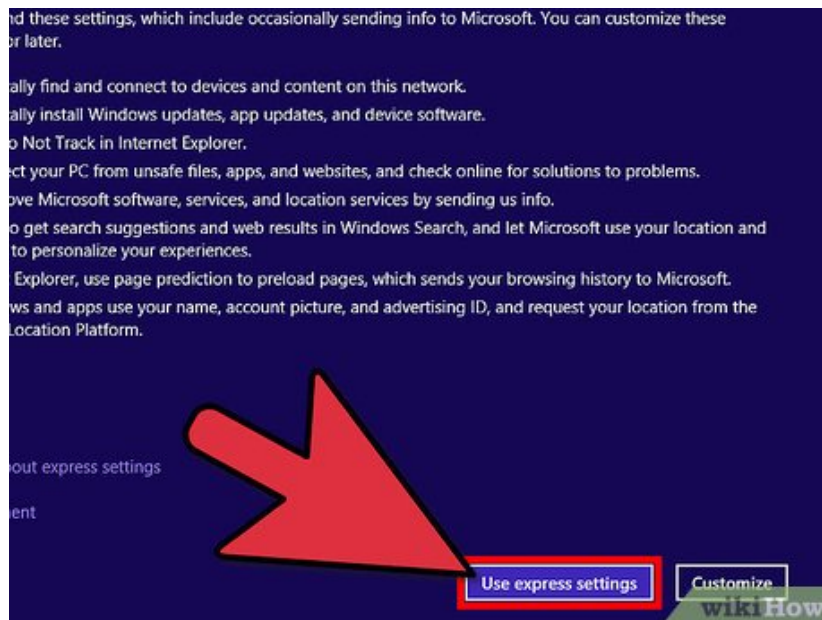 nd these settings, which include occasionally sending info to Microsoft. You can customize these
or later.
ally find and connect to devices and content on this network.
ally install Windows updates, app updates, and device software.
o Not Track in Internet Explorer.
ect your PC from unsafe files, apps, and websites, and check online for solutions to problems.
ove Microsoft software, services, and location services by sending us info.
o get search suggestions and web results in Windows Search, and let Microsoft use your location and
to personalize your experiences.
Explorer, use page prediction to preload pages, which sends your browsing history to Microsoft.
ws and apps use your name, account picture, and advertising ID, and request your location from the
Location Platform.
out express settings
ent
Use express settings
Customize
wikiHow